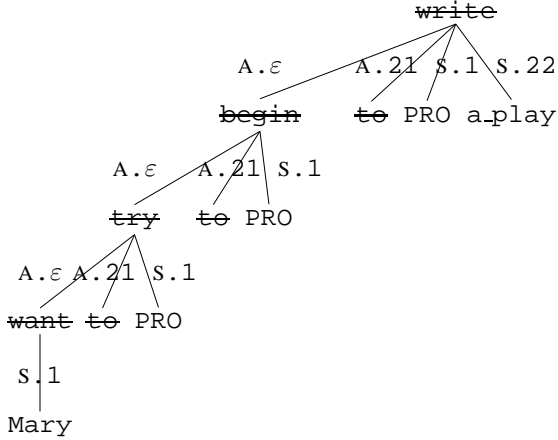 write
A.ε A.21 S.1 S.22
begin to PRO a_play
A.ε A.21 S.1
try to PRO
A.ε A.21 S.1
want to PRO
S.1
Mary